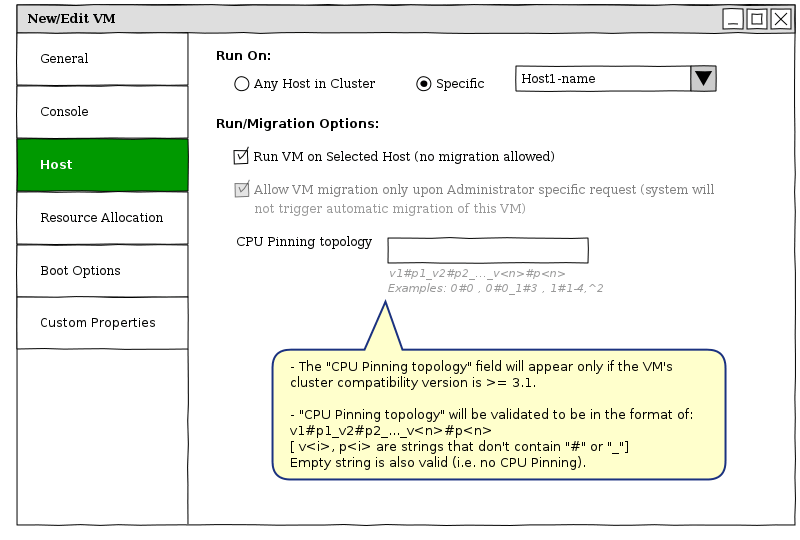 New/Edit VM
General
Console
Host
Resource Allocation
Boot Options
Custom Properties
Run On:
Any Host in Cluster
Specific
Host1-name
Run/Migration Options:
Run VM on Selected Host (no migration allowed)
Allow VM migration only upon Administrator specific request (system will
not trigger automatic migration of this VM)
CPU Pinning topology
v1#p1_v2#p2_..._v<n>#p<n>
Examples: 0#0 , 0#0_1#3 , 1#1-4,^2
- The "CPU Pinning topology" field will appear only if the VM's
cluster compatibility version is >= 3.1.
- "CPU Pinning topology" will be validated to be in the format of:
v1#p1_v2#p2_..._v<n>#p<n>
[ v<i>, p<i> are strings that don't contain "#" or "_"]
Empty string is also valid (i.e. no CPU Pinning).